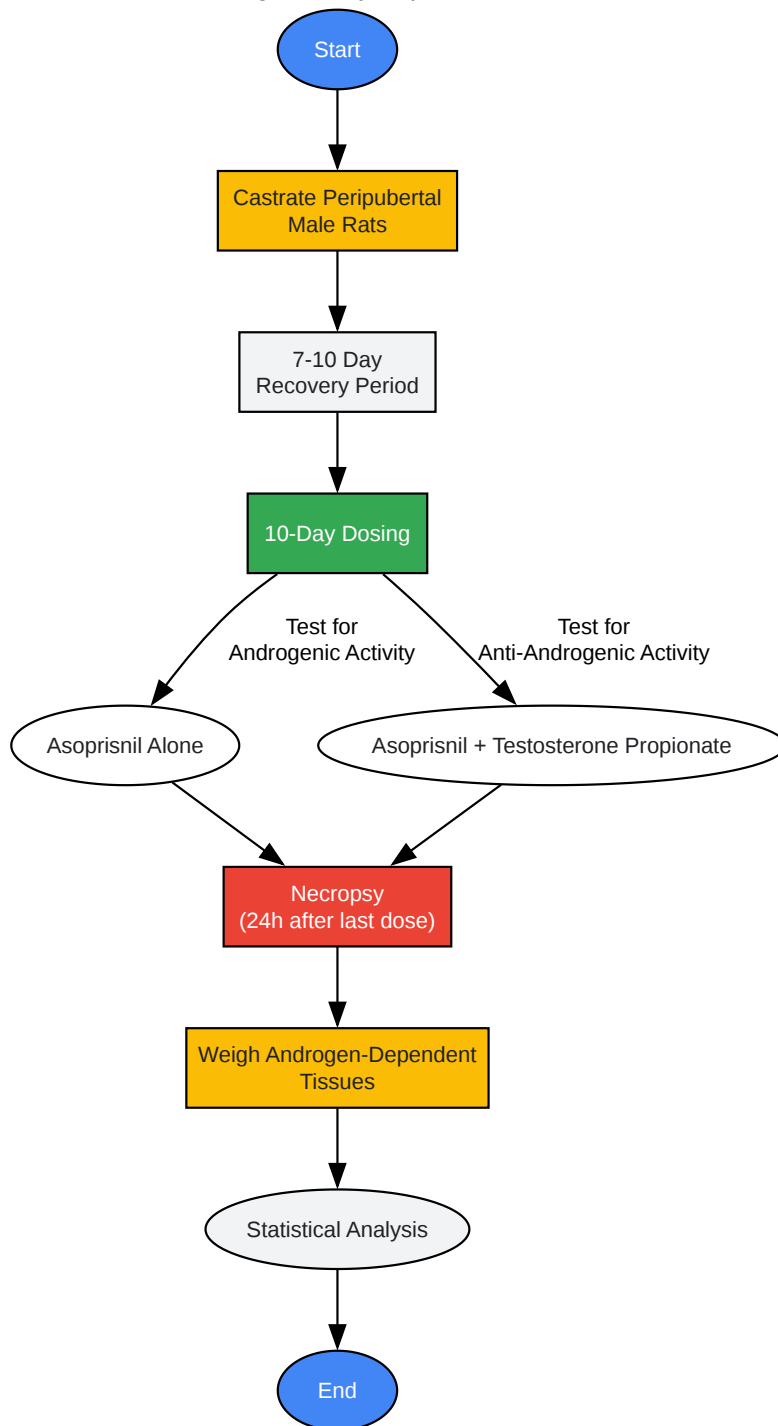 Start
Castrate Peripubertal
Male Rats
7-10 Day
Recovery Period
10-Day Dosing
Test for
Androgenic Activity
Test for
Anti-Androgenic Activity
Asoprisnil Alone
Asoprisnil + Testosterone Propionate
Necropsy
(24h after last dose)
Weigh Androgen-Dependent
Tissues
Statistical Analysis
End